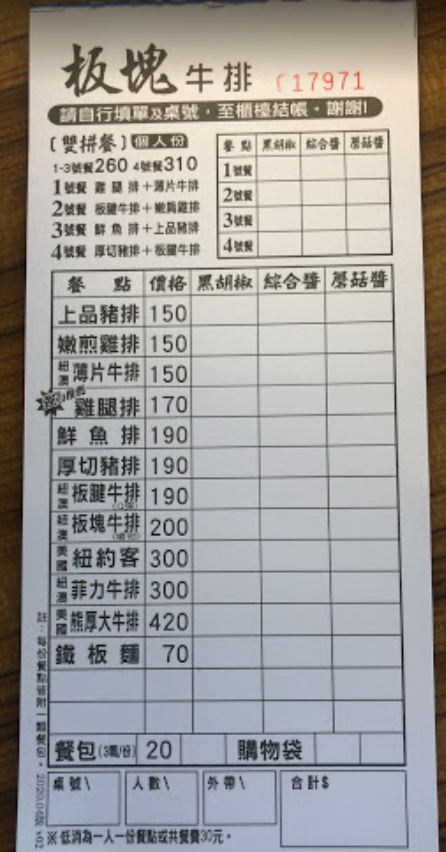 板塊牛排 017971
請自行填單及桌號，至櫃檯結帳，謝謝!
〔雙拼餐〕個人份
1-3號餐260 4號餐310
1號餐 雞腿排+薄片牛排
2號餐 板腱牛排+嫩肩雞排
3號餐 鮮魚排+上品豬排
4號餐 厚切豬排+板腱牛排
餐點 黑胡椒 綜合醬 蘑菇醬
1號餐
2號餐
3號餐
4號餐
餐點 價格 黑胡椒 綜合醬 蘑菇醬
上品豬排 150
嫩煎雞排 150
紐澳 薄片牛排 150
雞腿排 170
鮮魚排 190
厚切豬排 190
紐澳 板腱牛排 190
紐澳 板塊牛排 200
美國 紐約客 300
紐澳 菲力牛排 300
美國 熊厚大牛排 420
鐵板麵 70
餐包(3顆/份) 20 購物袋
桌號\ 人數\ 外帶\ 合計$
※低消為一人一份餐點或共餐費30元。
註：每份餐點皆附一顆餐包。2020.04版 v02